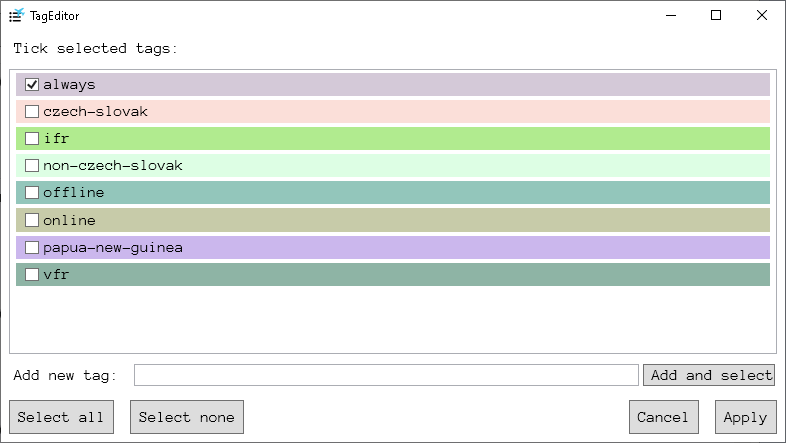 TagEditor
Tick selected tags:
always
czech-slovak
ifr
non-czech-slovak
offline
online
papua-new-guinea
vfr
Add new tag: Add and select
Select all Select none Cancel Apply